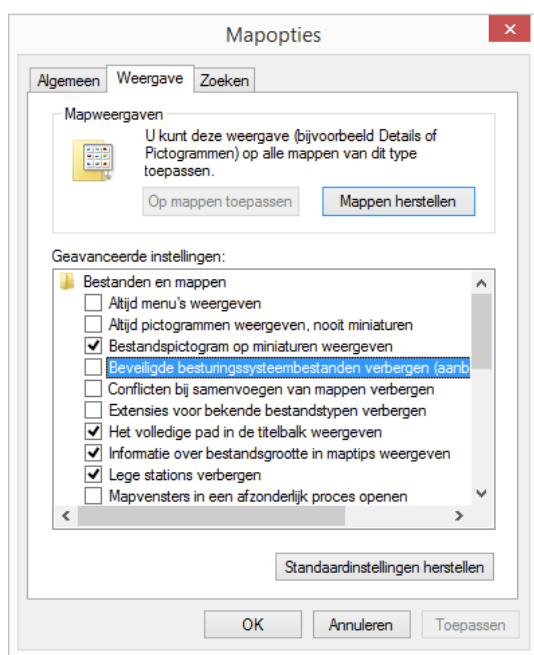 Mapopties
Algemeen Weergave Zoeken
Mapweergaven
U kunt deze weergave (bijvoorbeeld Details of
Pictogrammen) op alle mappen van dit type
toepassen.
Op mappen toepassen Mappen herstellen
Geavanceerde instellingen:
Bestanden en mappen
Altijd menu's weergeven
Altijd pictogrammen weergeven, nooit miniaturen
Bestandspictogram op miniaturen weergeven
Beveiligde besturingssysteembestanden verbergen (aanb
Conflicten bij samenvoegen van mappen verbergen
Extensies voor bekende bestandstypen verbergen
Het volledige pad in de titelbalk weergeven
Informatie over bestandsgrootte in maptips weergeven
Lege stations verbergen
Mapvensters in een afzonderlijk proces openen
Standaardinstellingen herstellen
OK Annuleren Toepassen